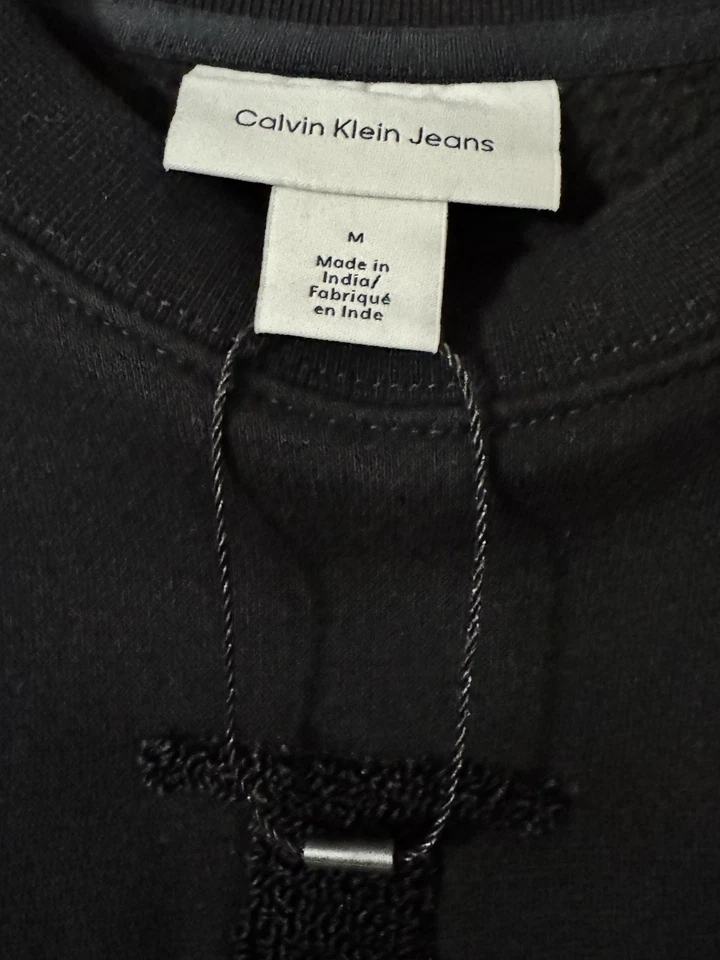 Calvin Klein Jeans
M
Made in
India/
Fabriqué
en Inde